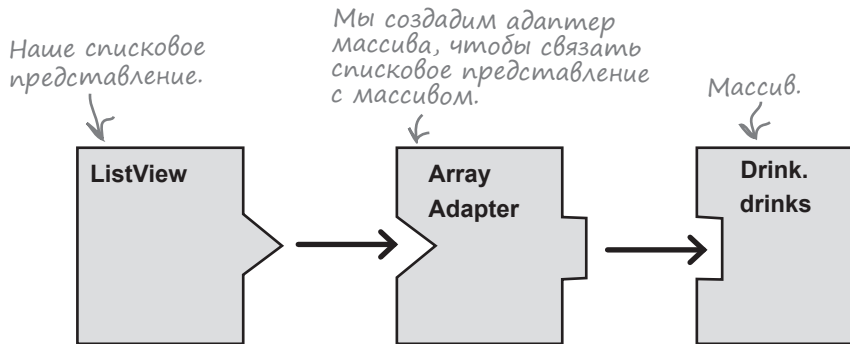 Наше списковое
представление.
Мы создадим адаптер
массива, чтобы связать
списковое представление
с массивом.
Массив.
ListView
Array
Adapter
Drink.
drinks